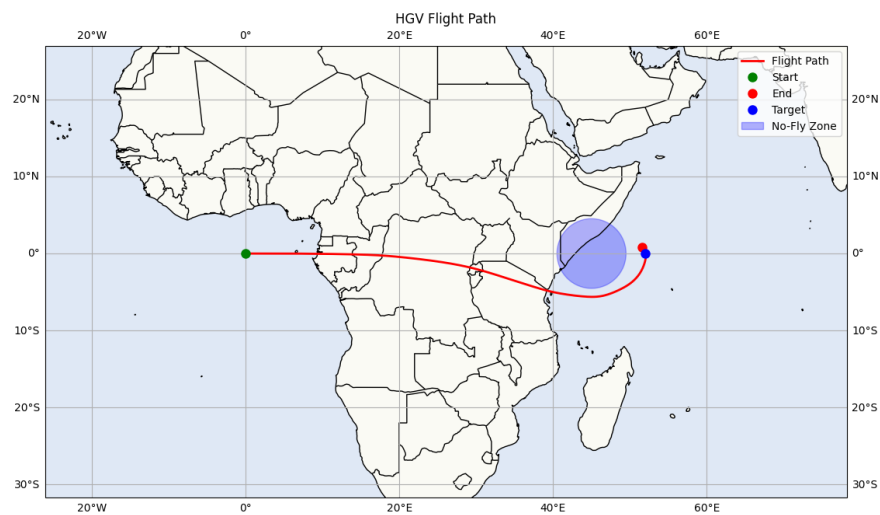 HGV Flight Path
20°W 0° 20°E 40°E 60°E
Flight Path
Start
End
Target
No-Fly Zone
20°N 20°N
10°N 10°N
0° 0°
10°S 10°S
20°S 20°S
30°S 30°S
20°W 0° 20°E 40°E 60°E